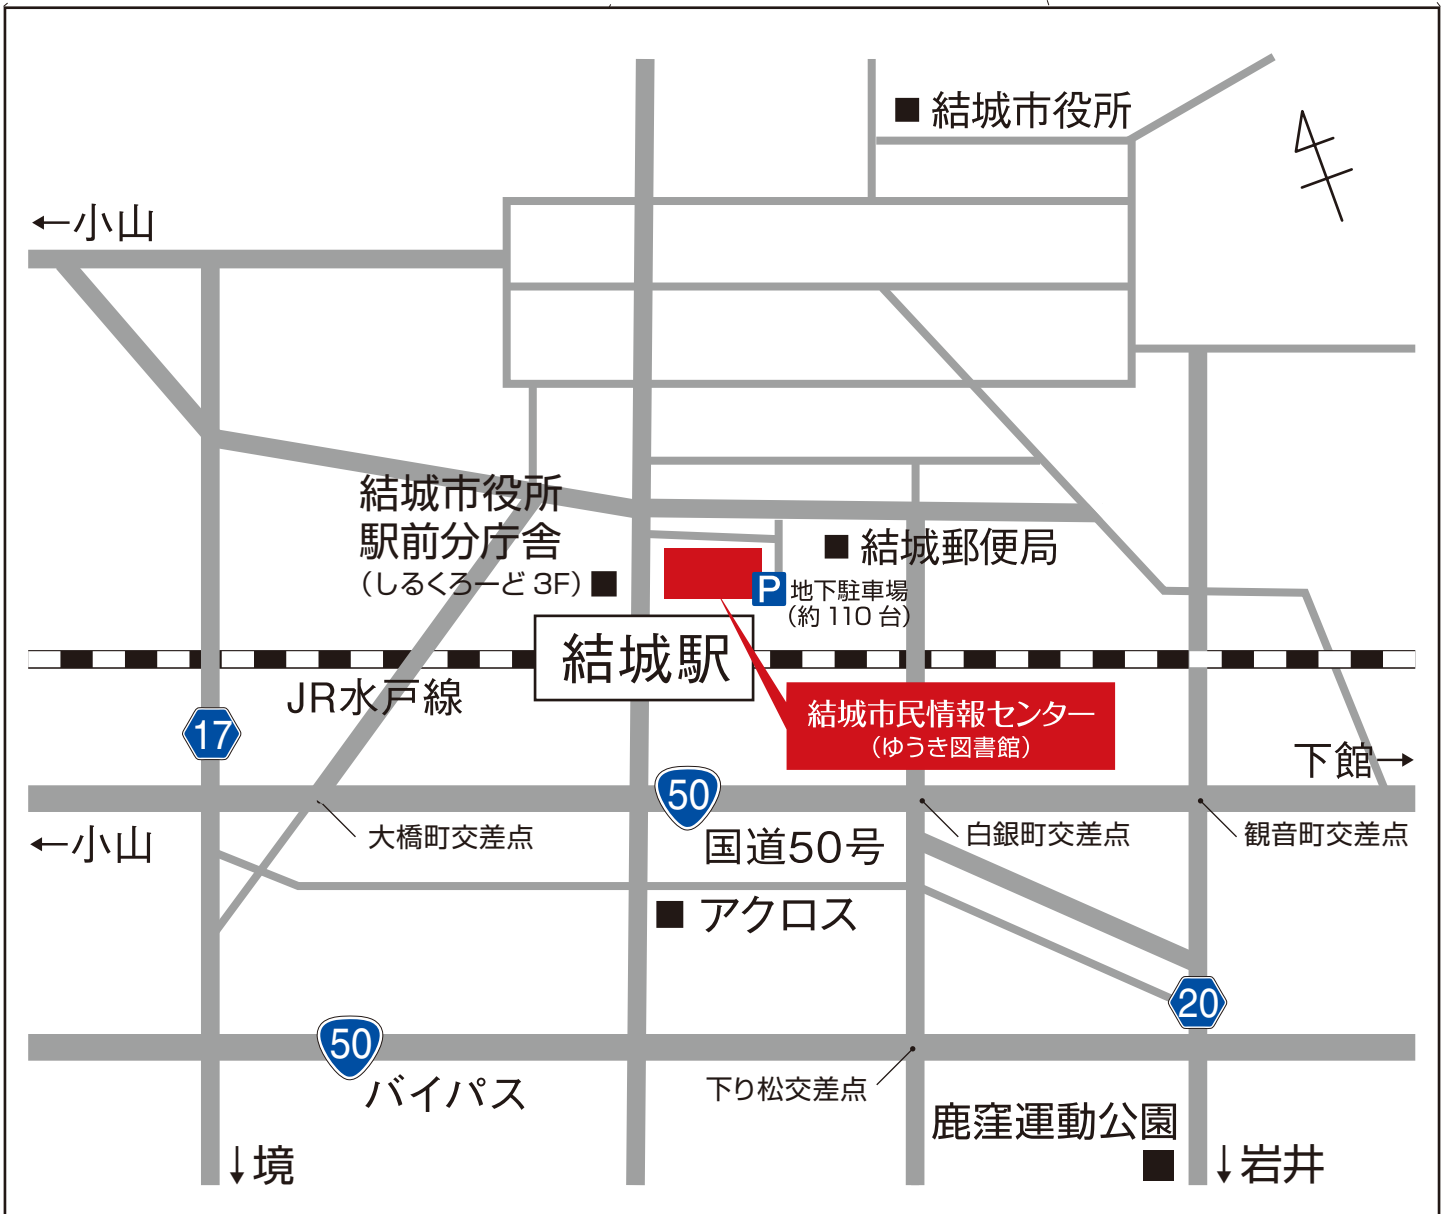 結城市役所
←小山
結城市役所
駅前分庁舎
（しるくろーど3F）
結城郵便局
P
地下駐車場
（約110台）
結城駅
JR水戸線
結城市民情報センター
（ゆうき図書館）
17
下館→
50
←小山
大橋町交差点
国道50号
白銀町交差点
観音町交差点
アクロス
20
50
バイパス
下り松交差点
鹿窪運動公園
↓境
↓岩井